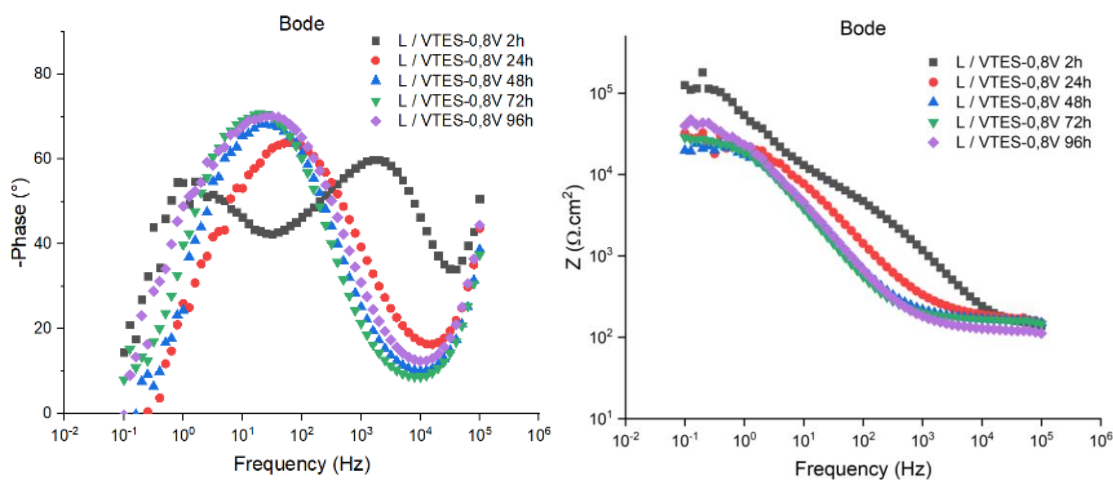 Bode
L / VTES-0,8V 2h
L / VTES-0,8V 24h
L / VTES-0,8V 48h
L / VTES-0,8V 72h
L / VTES-0,8V 96h
80
60
40
20
0
-Phase (°)
10-2 10-1 100 101 102 103 104 105 106
Frequency (Hz)
Bode
L / VTES-0,8V 2h
L / VTES-0,8V 24h
L / VTES-0,8V 48h
L / VTES-0,8V 72h
L / VTES-0,8V 96h
105
104
103
102
101
Z (Ω.cm2)
10-2 10-1 100 101 102 103 104 105 106
Frequency (Hz)